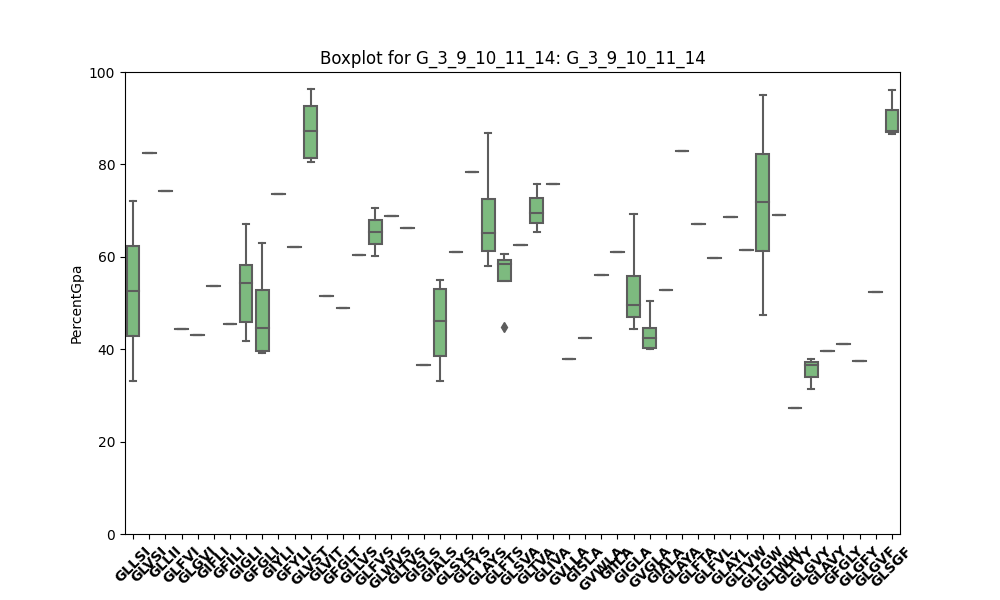 Boxplot for G_3_9_10_11_14: G_3_9_10_11_14
PercentGpa
100
80
60
40
20
0
GLLSI
GLVSI
GLLII
GLFVI
GLGVI
GIFLI
GFILI
GIGLI
GFGLI
GIYLI
GFYLI
GLVST
GLVIT
GFGLT
GLLVS
GLFVS
GLWVS
GLIVS
GISLS
GIALS
GLSYS
GLTYS
GLAYS
GLFTS
GLSVA
GLTVA
GLIVA
GVLLA
GISLA
GVWLA
GIGLA
GVGLA
GIALA
GLAYA
GLFTA
GLFVL
GLAYL
GLTVW
GLTGW
GLTWW
GLTVY
GLGVY
GLAVY
GFGLY
GLGFY
GLGVF
GLSGF